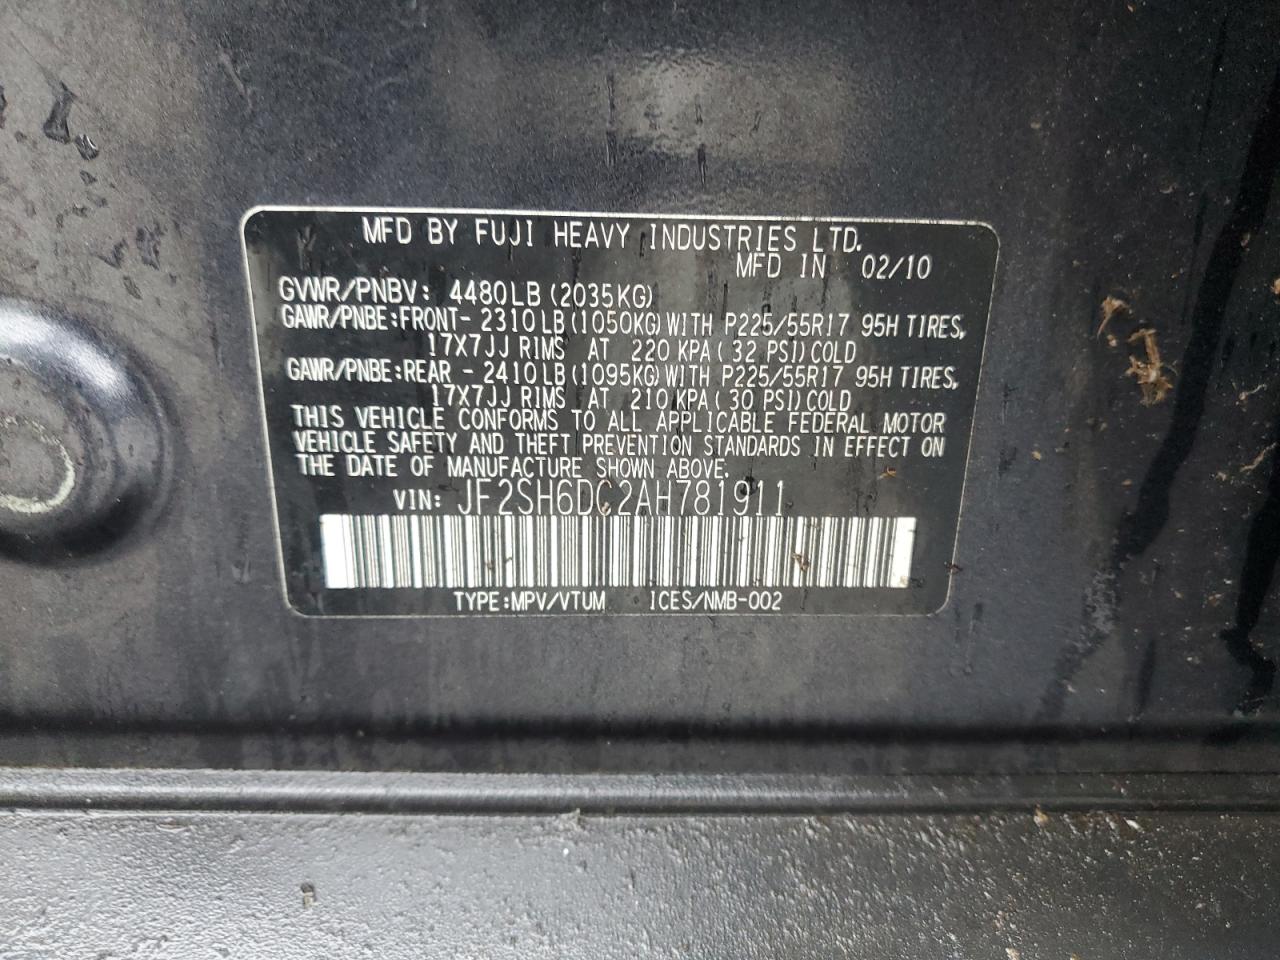 MFD BY FUJI HEAVY INDUSTRIES LTD.
MFD IN 02/10
GVWR/PNBV: 4480LB (2035KG)
GAWR/PNBE:FRONT- 2310LB (1050KG) WITH P225/55R17 95H TIRES,
17X7JJ RIMS AT 220 KPA ( 32 PSI) COLD
GAWR/PNBE:REAR - 2410LB (1095KG) WITH P225/55R17 95H TIRES,
17X7JJ RIMS AT 210 KPA ( 30 PSI) COLD
THIS VEHICLE CONFORMS TO ALL APPLICABLE FEDERAL MOTOR
VEHICLE SAFETY AND THEFT PREVENTION STANDARDS IN EFFECT ON
THE DATE OF MANUFACTURE SHOWN ABOVE.
VIN: JF2SH6DC2AH781911
TYPE:MPV/VTUM ICES/NMB-002